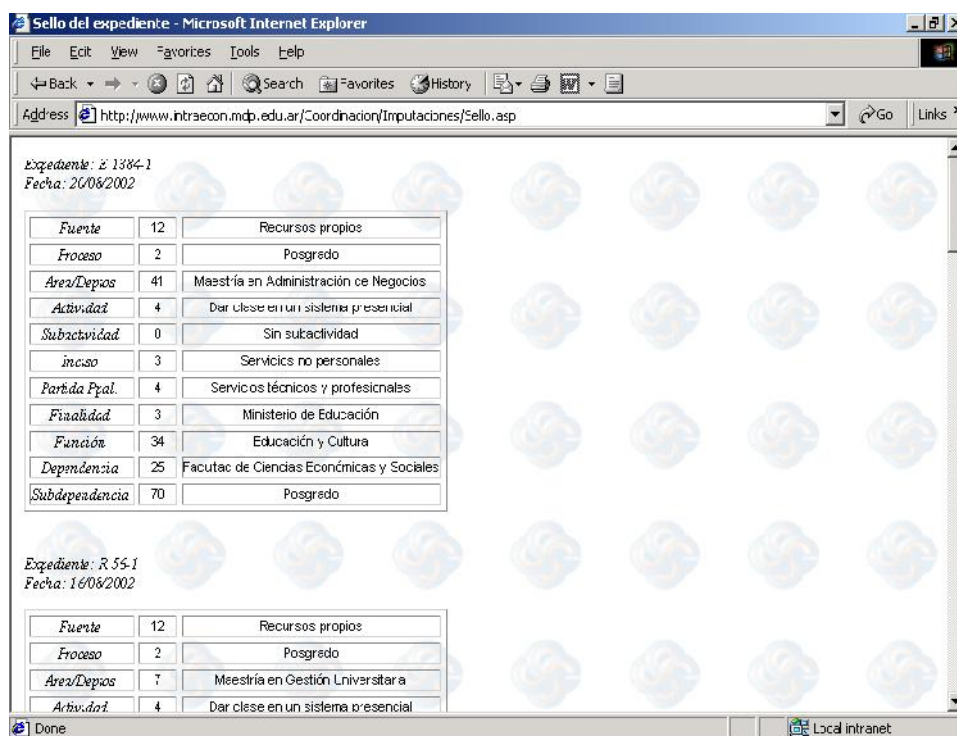 Sello del expediente - Microsoft Internet Explorer
File Edit View Favorites Tools Help
Back Search Favorites History
Address http://www.intraecon.mdp.edu.ar/Coordinacion/Imputaciones/Sello.asp Go Links
Expediente: E 1384-1
Fecha: 20/08/2002
Fuente 12 Recursos propios
Proceso 2 Posgrado
Area/Deptos 41 Maestría en Administración de Negocios
Actividad 4 Dar clase en un sistema presencial
Subactividad 0 Sin subactividad
Inciso 3 Servicios no personales
Partida Ppal. 4 Servicios técnicos y profesionales
Finalidad 3 Ministerio de Educación
Función 34 Educación y Cultura
Dependencia 25 Facultad de Ciencias Económicas y Sociales
Subdependencia 70 Posgrado
Expediente: R 56-1
Fecha: 16/08/2002
Fuente 12 Recursos propios
Proceso 2 Posgrado
Area/Deptos 7 Maestría en Gestión Universitaria
Actividad 4 Dar clase en un sistema presencial
Done Local intranet